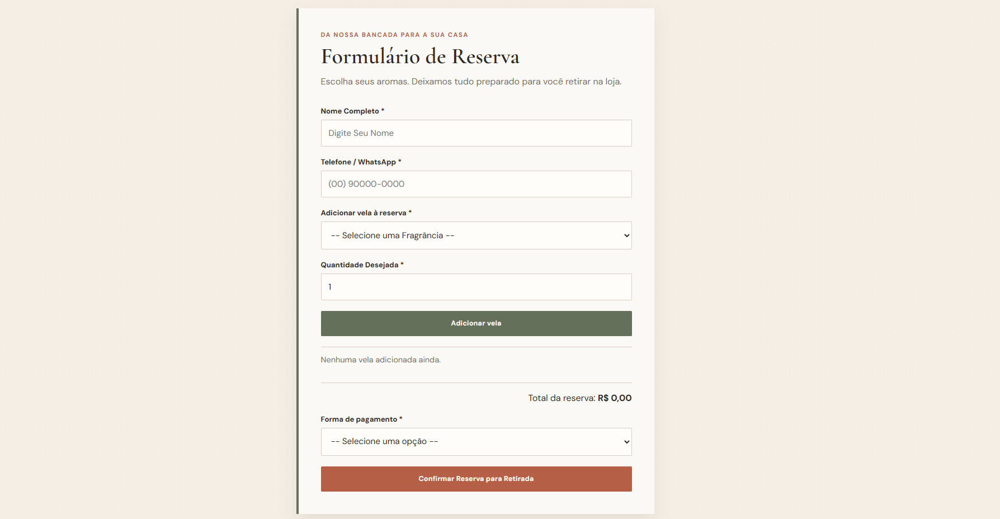 DA NOSSA BANCADA PARA A SUA CASA
Formulário de Reserva
Escolha seus aromas. Deixamos tudo preparado para você retirar na loja.
Nome Completo *
Digite Seu Nome
Telefone / WhatsApp *
(00) 90000-0000
Adicionar vela à reserva *
-- Selecione uma Fragrância --
Quantidade Desejada *
1
Adicionar vela
Nenhuma vela adicionada ainda.
Total da reserva: R$ 0,00
Forma de pagamento *
-- Selecione uma opção --
Confirmar Reserva para Retirada